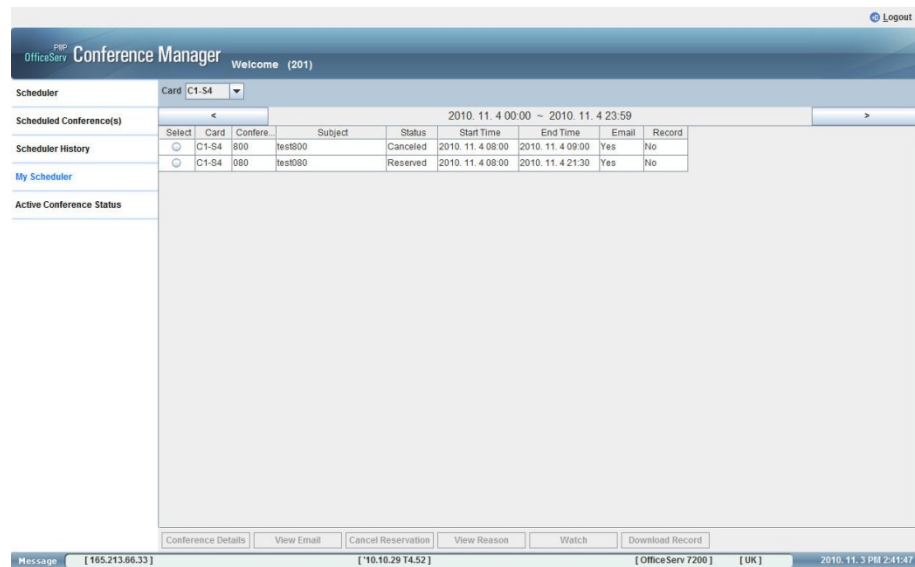 Logout
OfficeServ Conference Manager Welcome (201)
Scheduler
Scheduled Conference(s)
Scheduler History
My Scheduler
Active Conference Status
Card C1-S4
< 2010. 11. 4 00:00 ~ 2010. 11. 4 23:59 >
Select Card Confere... Subject Status Start Time End Time Email Record
C1-S4 800 test800 Canceled 2010. 11. 4 08:00 2010. 11. 4 09:00 Yes No
C1-S4 080 test080 Reserved 2010. 11. 4 08:00 2010. 11. 4 21:30 Yes No
Conference Details View Email Cancel Reservation View Reason Watch Download Record
Message [ 165.213.66.33 ] [ '10.10.29 T4.52 ] [ OfficeServ 7200 ] [ UK ] 2010. 11. 3 PM 2:41:47